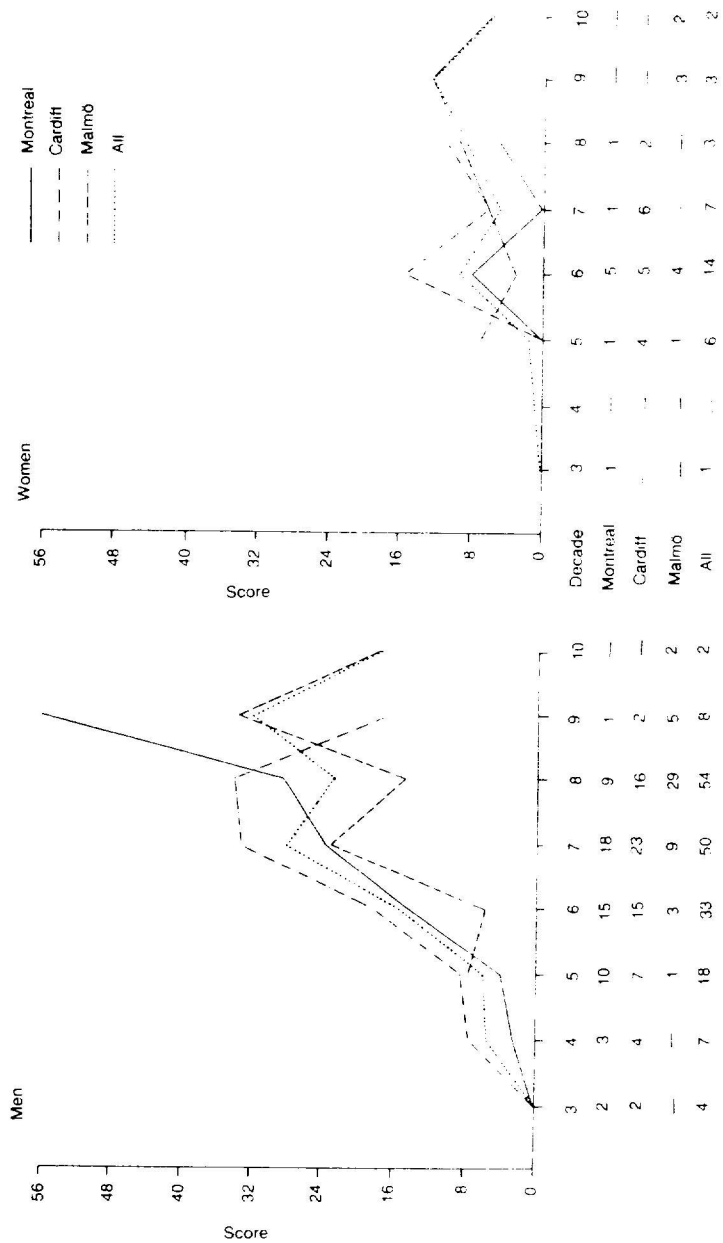 Men
Score
56
48
40
32
24
16
8
0
Women
Montreal
Cardiff
Malmö
All
Score
56
48
40
32
24
16
8
0
3 4 5 6 7 8 9 10 Decade 3 4 5 6 7 8 9 10
2 3 10 15 18 9 1 — Montreal 1 — 1 5 1 1 — —
2 4 7 15 23 16 2 — Cardiff — — 4 5 6 2 — —
— — 1 3 9 29 5 2 Malmö — — 1 4 — — 3 2
4 7 18 33 50 54 8 2 All 1 — 6 14 7 3 3 2